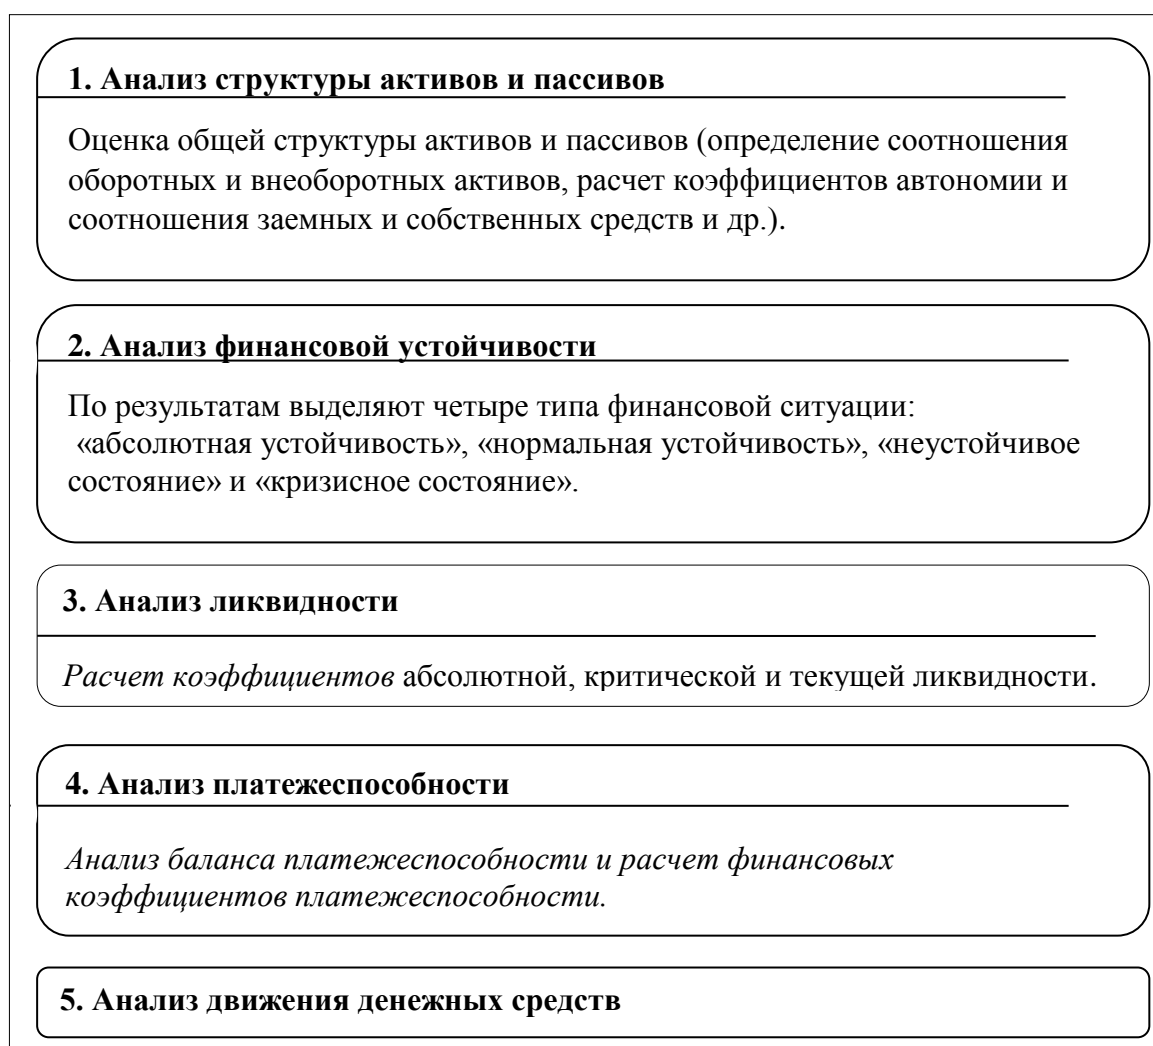 1. Анализ структуры активов и пассивов
Оценка общей структуры активов и пассивов (определение соотношения
оборотных и внеоборотных активов, расчет коэффициентов автономии и
соотношения заемных и собственных средств и др.).
2. Анализ финансовой устойчивости
По результатам выделяют четыре типа финансовой ситуации:
«абсолютная устойчивость», «нормальная устойчивость», «неустойчивое
состояние» и «кризисное состояние».
3. Анализ ликвидности
Расчет коэффициентов абсолютной, критической и текущей ликвидности.
4. Анализ платежеспособности
Анализ баланса платежеспособности и расчет финансовых
коэффициентов платежеспособности.
5. Анализ движения денежных средств